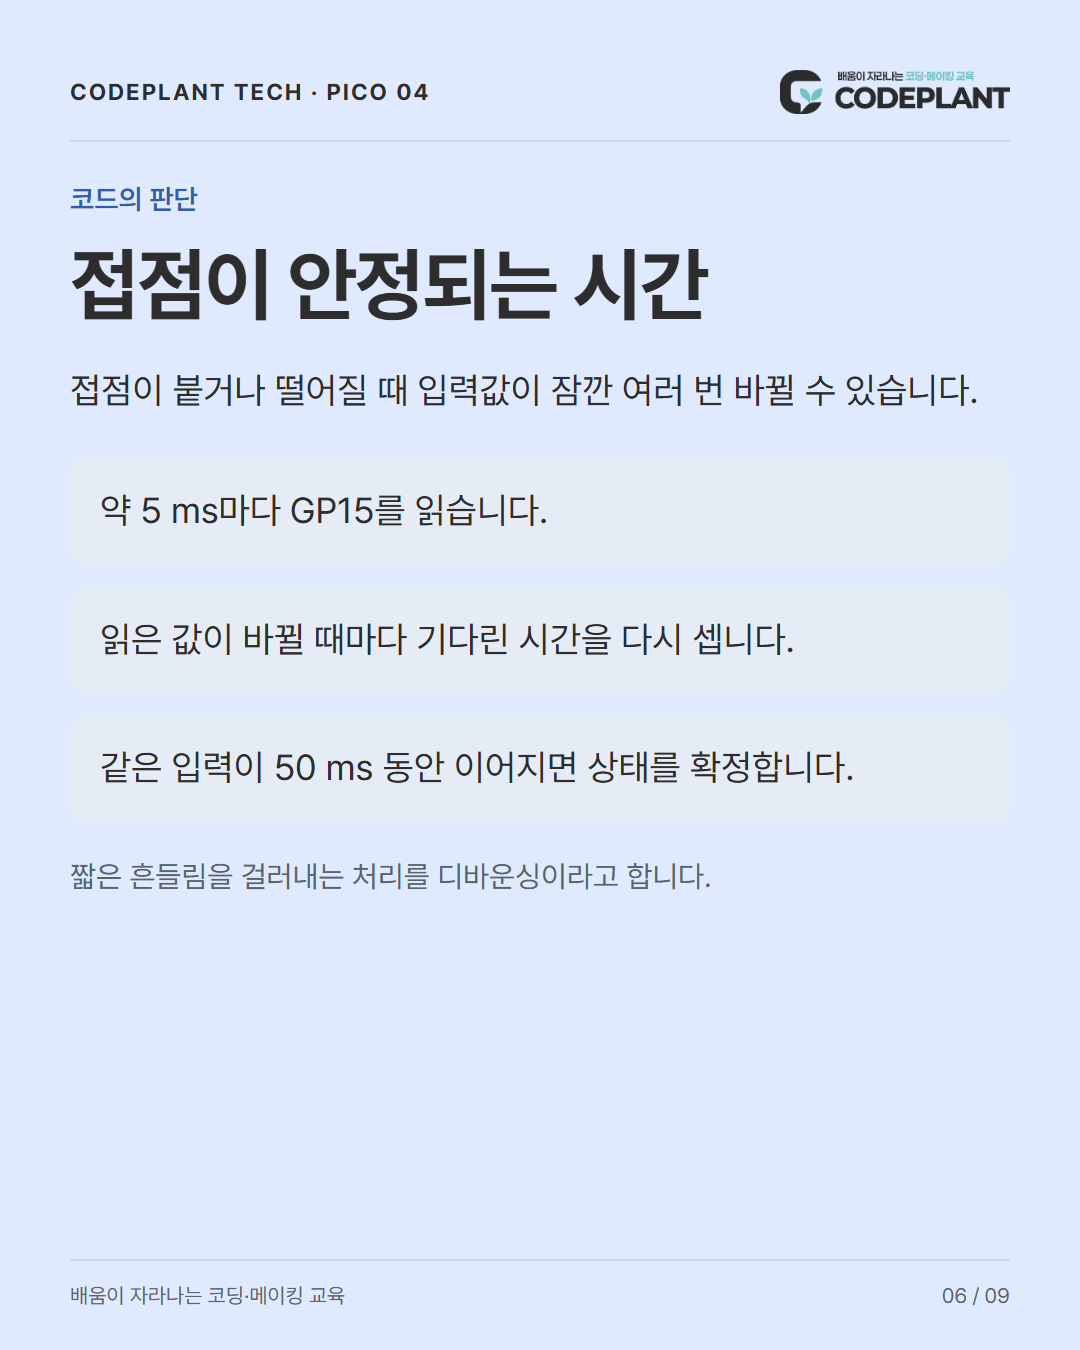 CODEPLANT TECH · PICO 04
배움이 자라나는 코딩·메이킹 교육
CODEPLANT
코드의 판단
접점이 안정되는 시간
접점이 붙거나 떨어질 때 입력값이 잠깐 여러 번 바뀔 수 있습니다.
약 5 ms마다 GP15를 읽습니다.
읽은 값이 바뀔 때마다 기다린 시간을 다시 셉니다.
같은 입력이 50 ms 동안 이어지면 상태를 확정합니다.
짧은 흔들림을 걸러내는 처리를 디바운싱이라고 합니다.
배움이 자라나는 코딩·메이킹 교육
06 / 09